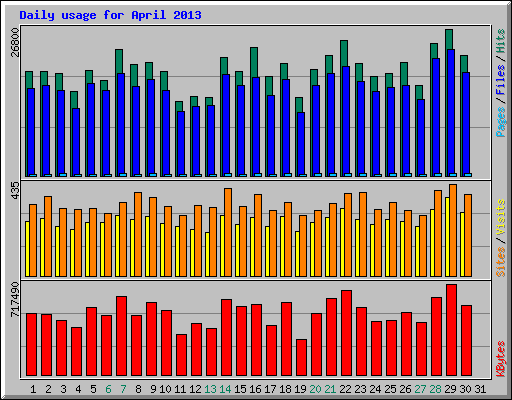 Daily usage for April 2013
26800
Pages / Files / Hits
435
Sites / Visits
717490
KBytes
1 2 3 4 5 6 7 8 9 10 11 12 13 14 15 16 17 18 19 20 21 22 23 24 25 26 27 28 29 30 31